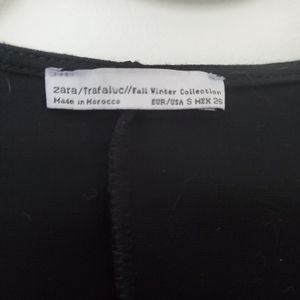 zara/trafaluc//Fall Winter Collection
Made in Morocco EUR/USA S MEX 26